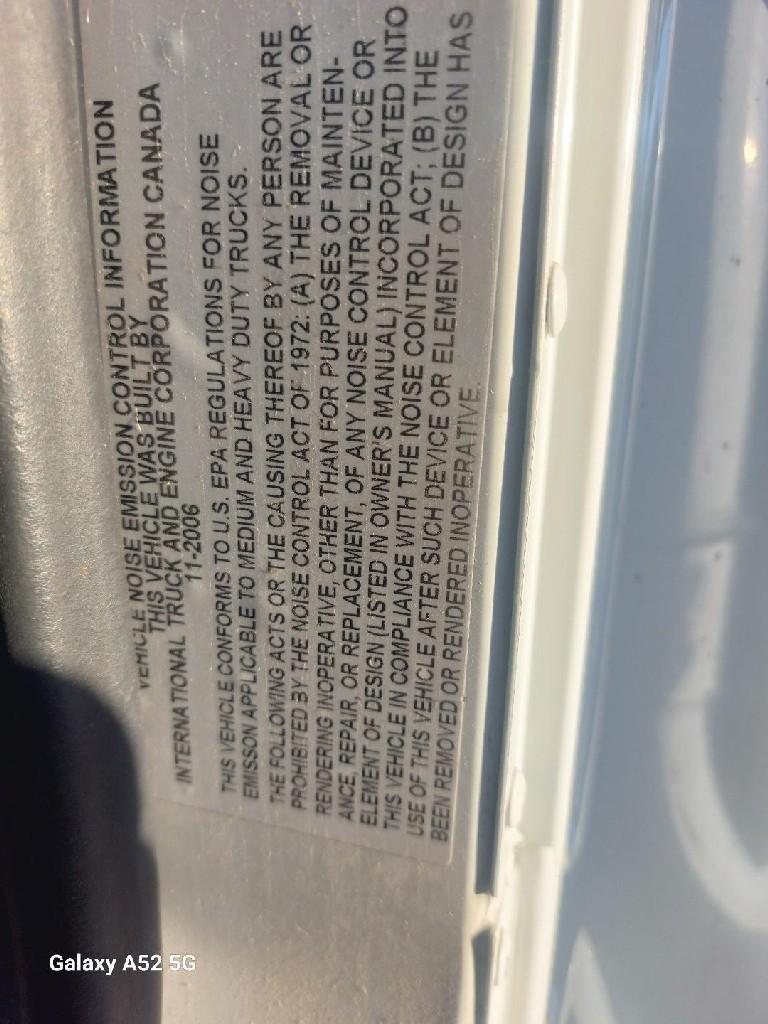 VEHICLE NOISE EMISSION CONTROL INFORMATION
THIS VEHICLE WAS BUILT BY
INTERNATIONAL TRUCK AND ENGINE CORPORATION CANADA
11-2006
THIS VEHICLE CONFORMS TO U.S. EPA REGULATIONS FOR NOISE
EMISSON APPLICABLE TO MEDIUM AND HEAVY DUTY TRUCKS.
THE FOLLOWING ACTS OR THE CAUSING THEREOF BY ANY PERSON ARE
PROHIBITED BY THE NOISE CONTROL ACT OF 1972: (A) THE REMOVAL OR
RENDERING INOPERATIVE, OTHER THAN FOR PURPOSES OF MAINTEN-
ANCE, REPAIR, OR REPLACEMENT, OF ANY NOISE CONTROL DEVICE OR
ELEMENT OF DESIGN (LISTED IN OWNER'S MANUAL) INCORPORATED INTO
THIS VEHICLE IN COMPLIANCE WITH THE NOISE CONTROL ACT; (B) THE
USE OF THIS VEHICLE AFTER SUCH DEVICE OR ELEMENT OF DESIGN HAS
BEEN REMOVED OR RENDERED INOPERATIVE.
Galaxy A52 5G